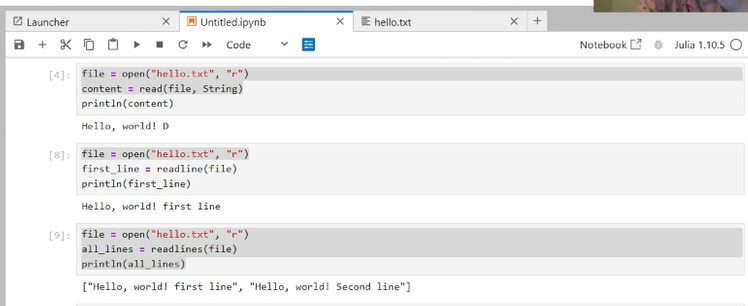 Launcher
Untitled.ipynb
hello.txt
Code
Notebook
Julia 1.10.5
[4]:
file = open("hello.txt", "r")
content = read(file, String)
println(content)
Hello, world! D
[8]:
file = open("hello.txt", "r")
first_line = readline(file)
println(first_line)
Hello, world! first line
[9]:
file = open("hello.txt", "r")
all_lines = readlines(file)
println(all_lines)
["Hello, world! first line", "Hello, world! Second line"]